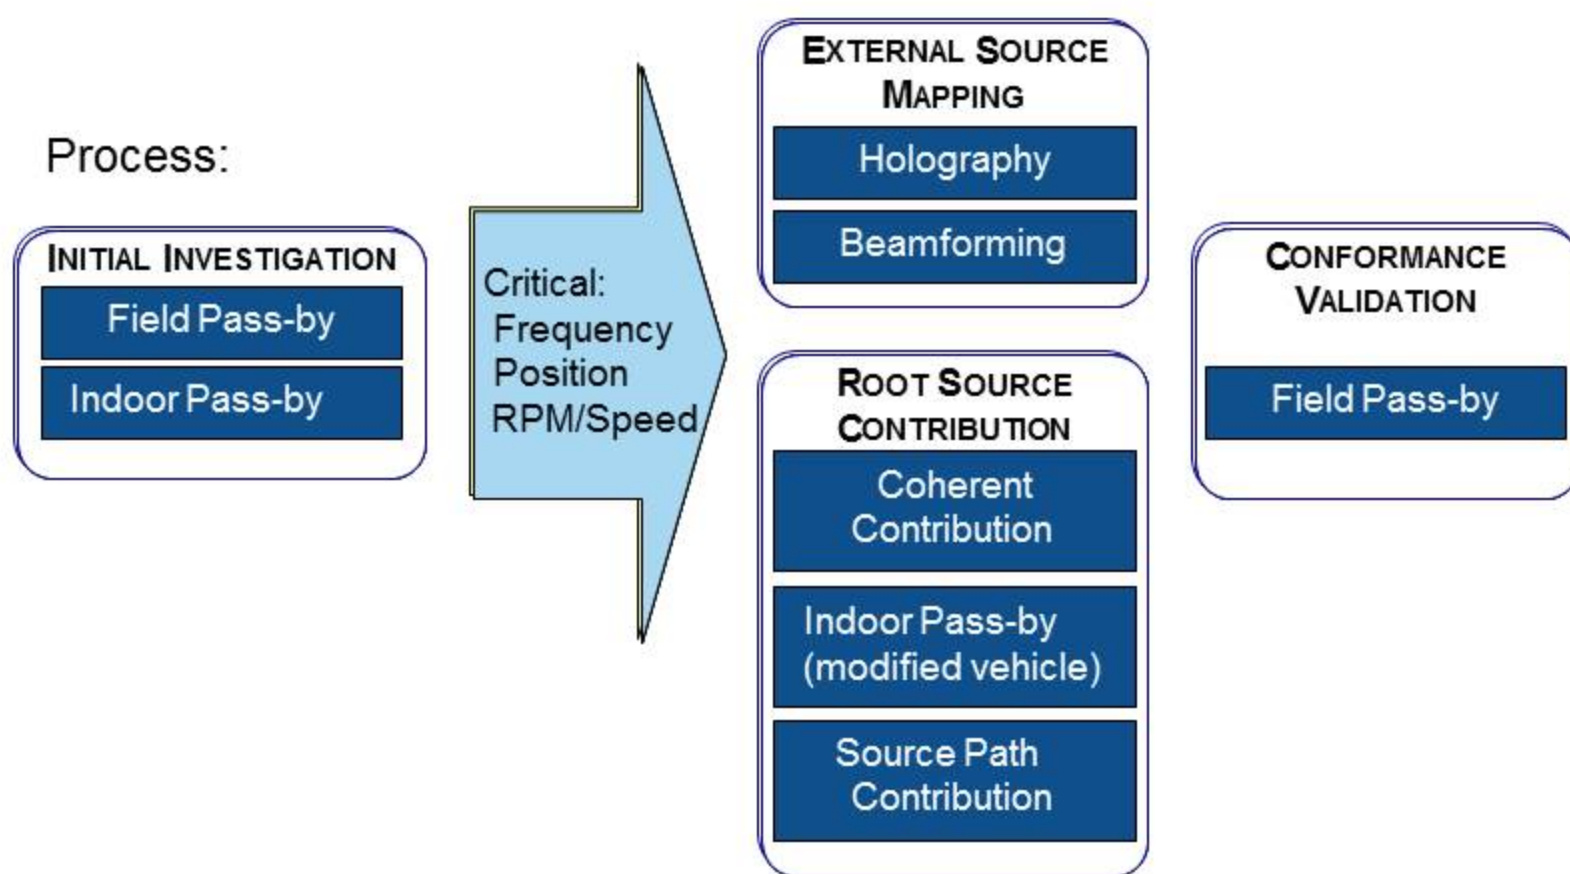 Process:
INITIAL INVESTIGATION
Field Pass-by
Indoor Pass-by
Critical:
Frequency
Position
RPM/Speed
EXTERNAL SOURCE
MAPPING
Holography
Beamforming
ROOT SOURCE
CONTRIBUTION
Coherent
Contribution
Indoor Pass-by
(modified vehicle)
Source Path
Contribution
CONFORMANCE
VALIDATION
Field Pass-by